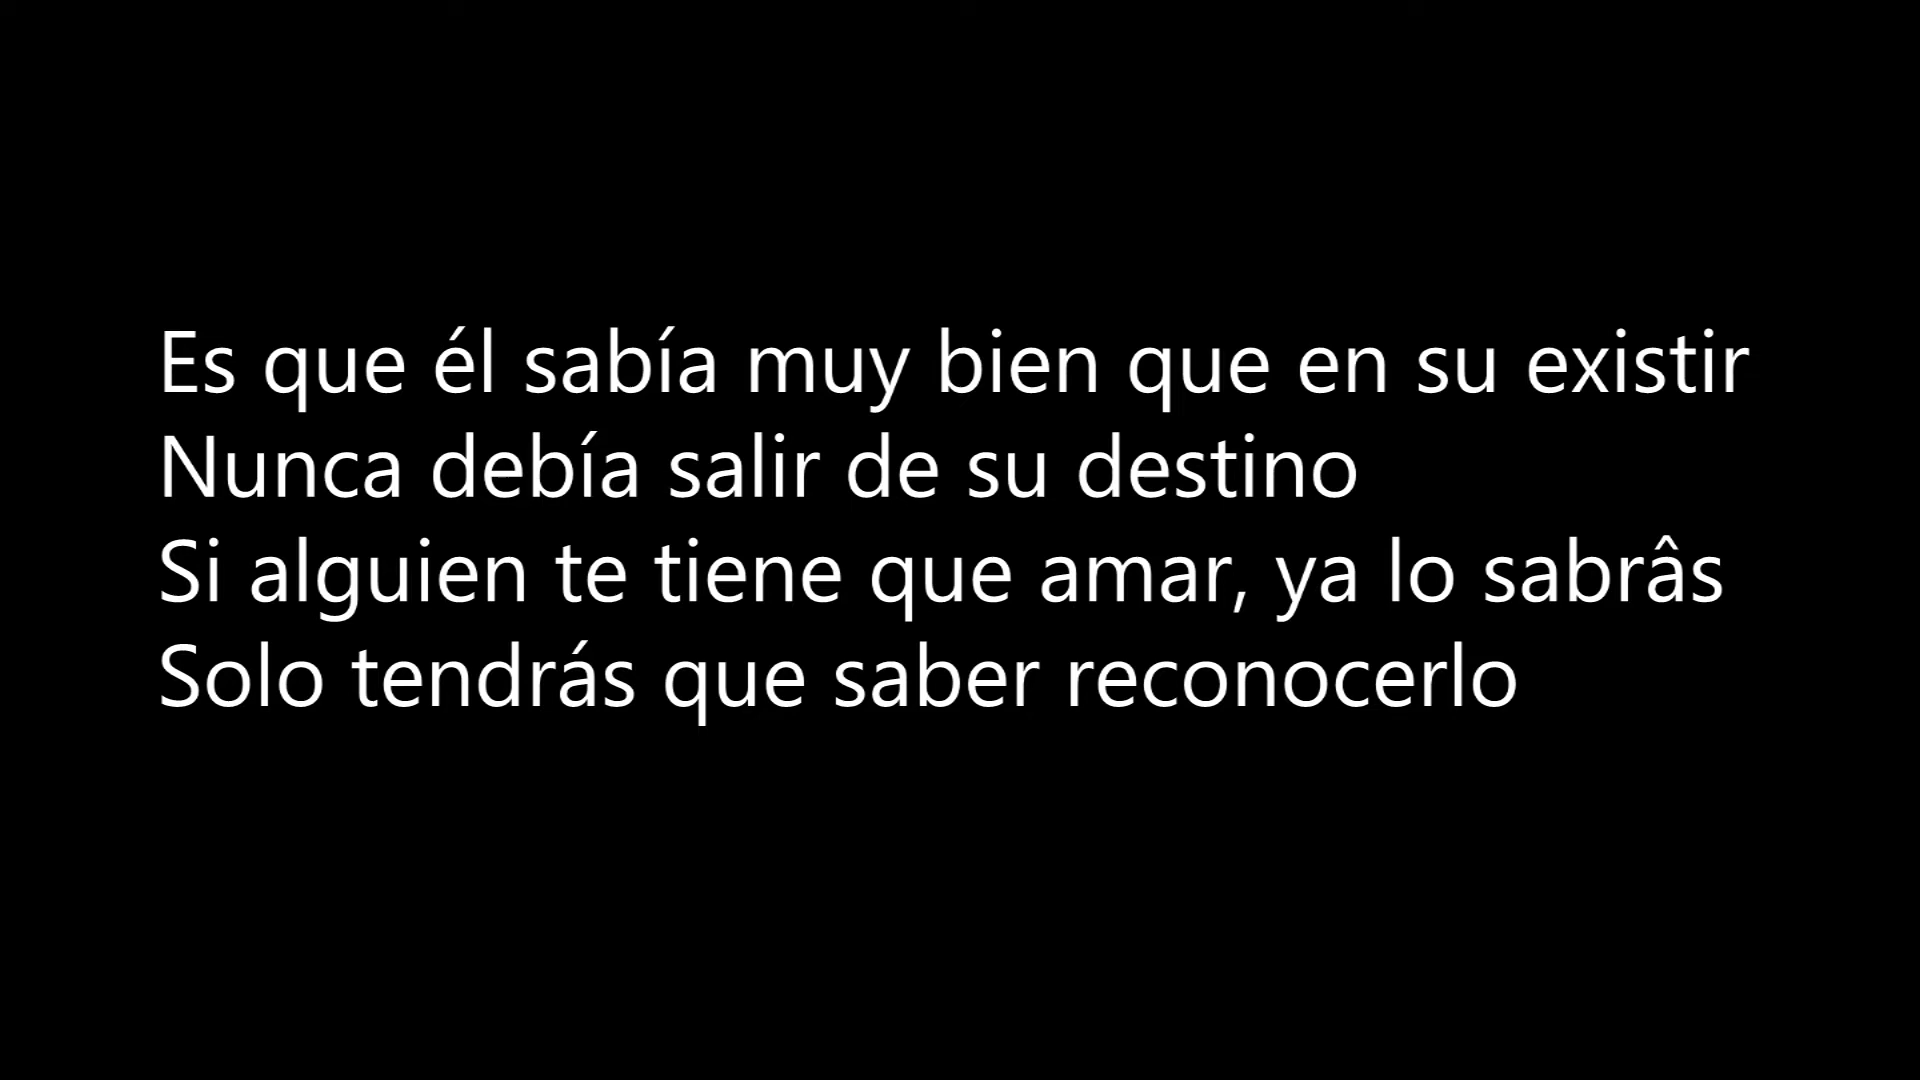 Es que él sabía muy bien que en su existir
Nunca debía salir de su destino
Si alguien te tiene que amar, ya lo sabrâs
Solo tendrás que saber reconocerlo